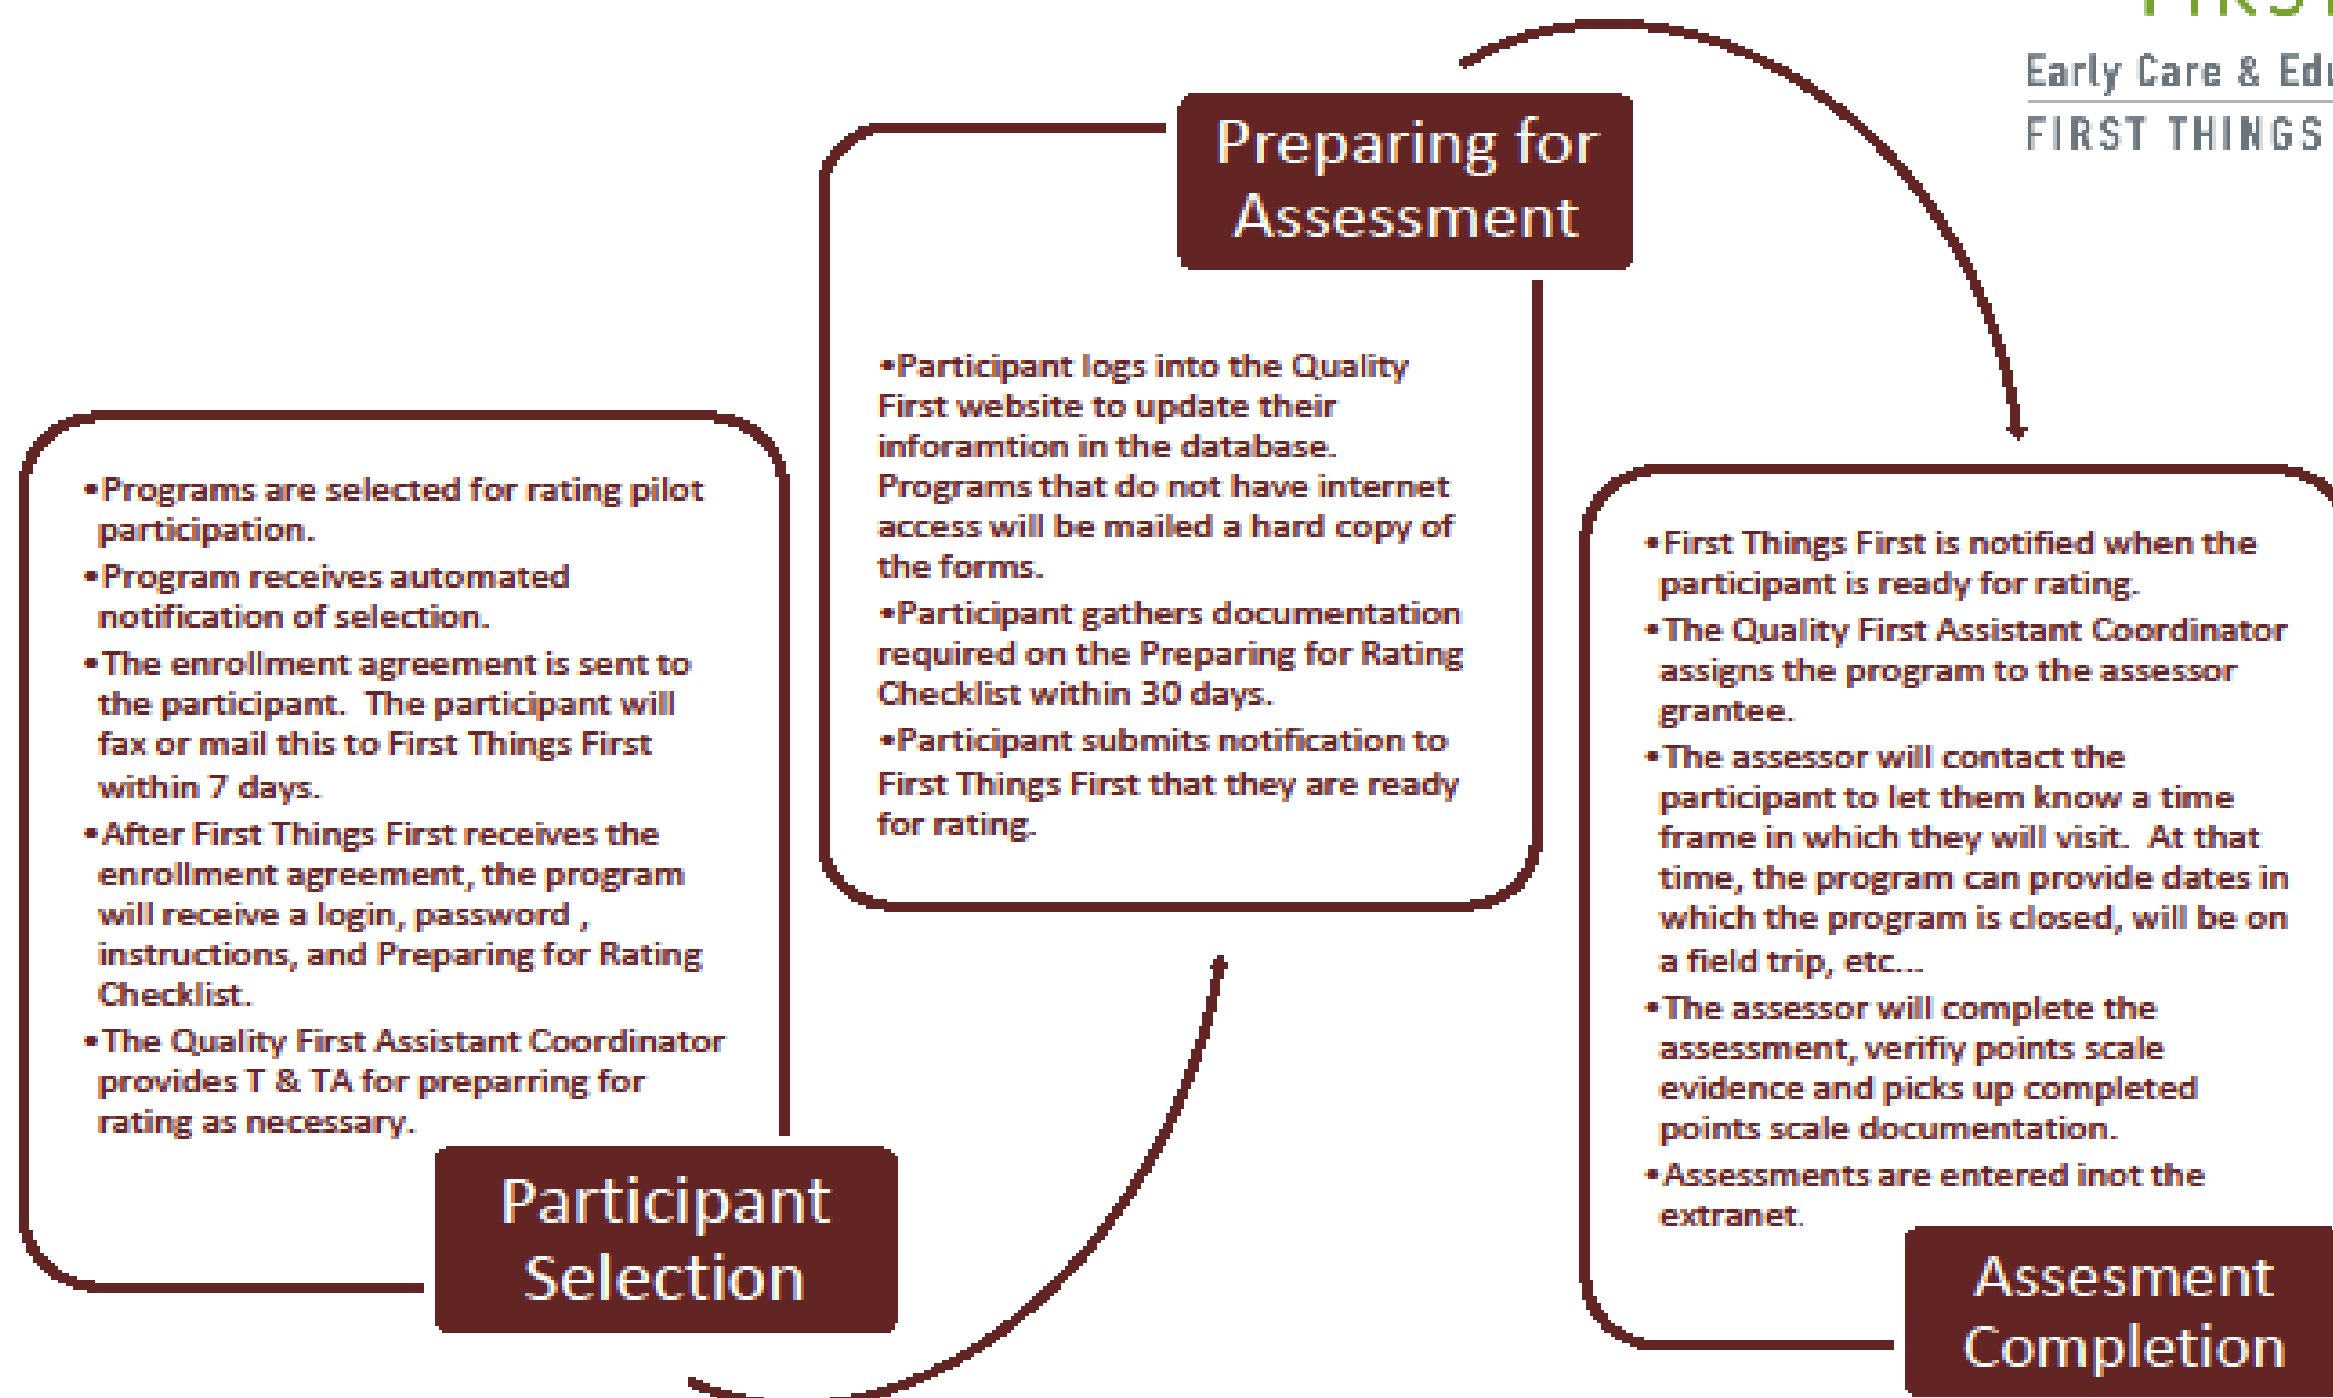 Early Care &
FIRST THINGS
Preparing for
Assessment
•Participant logs into the Quality
First website to update their
inforamtion in the database.
Programs that do not have internet
access will be mailed a hard copy of
the forms.
•Participant gathers documentation
required on the Preparing for Rating
Checklist within 30 days.
•Participant submits notification to
First Things First that they are ready
for rating.
•Programs are selected for rating pilot
participation.
•Program receives automated
notification of selection.
•The enrollment agreement is sent to
the participant.  The participant will
fax or mail this to First Things First
within 7 days.
•After First Things First receives the
enrollment agreement, the program
will receive a login, password ,
instructions, and Preparing for Rating
Checklist.
•The Quality First Assistant Coordinator
provides T & TA for preparring for
rating as necessary.
Participant
Selection
•First Things First is notified when the
participant is ready for rating.
•The Quality First Assistant Coordinator
assigns the program to the assessor
grantee.
•The assessor will contact the
participant to let them know a time
frame in which they will visit.  At that
time, the program can provide dates in
which the program is closed, will be on
a field trip, etc...
•The assessor will complete the
assessment, verifiy points scale
evidence and picks up completed
points scale documentation.
•Assessments are entered inot the
extranet.
Assesment
Completion